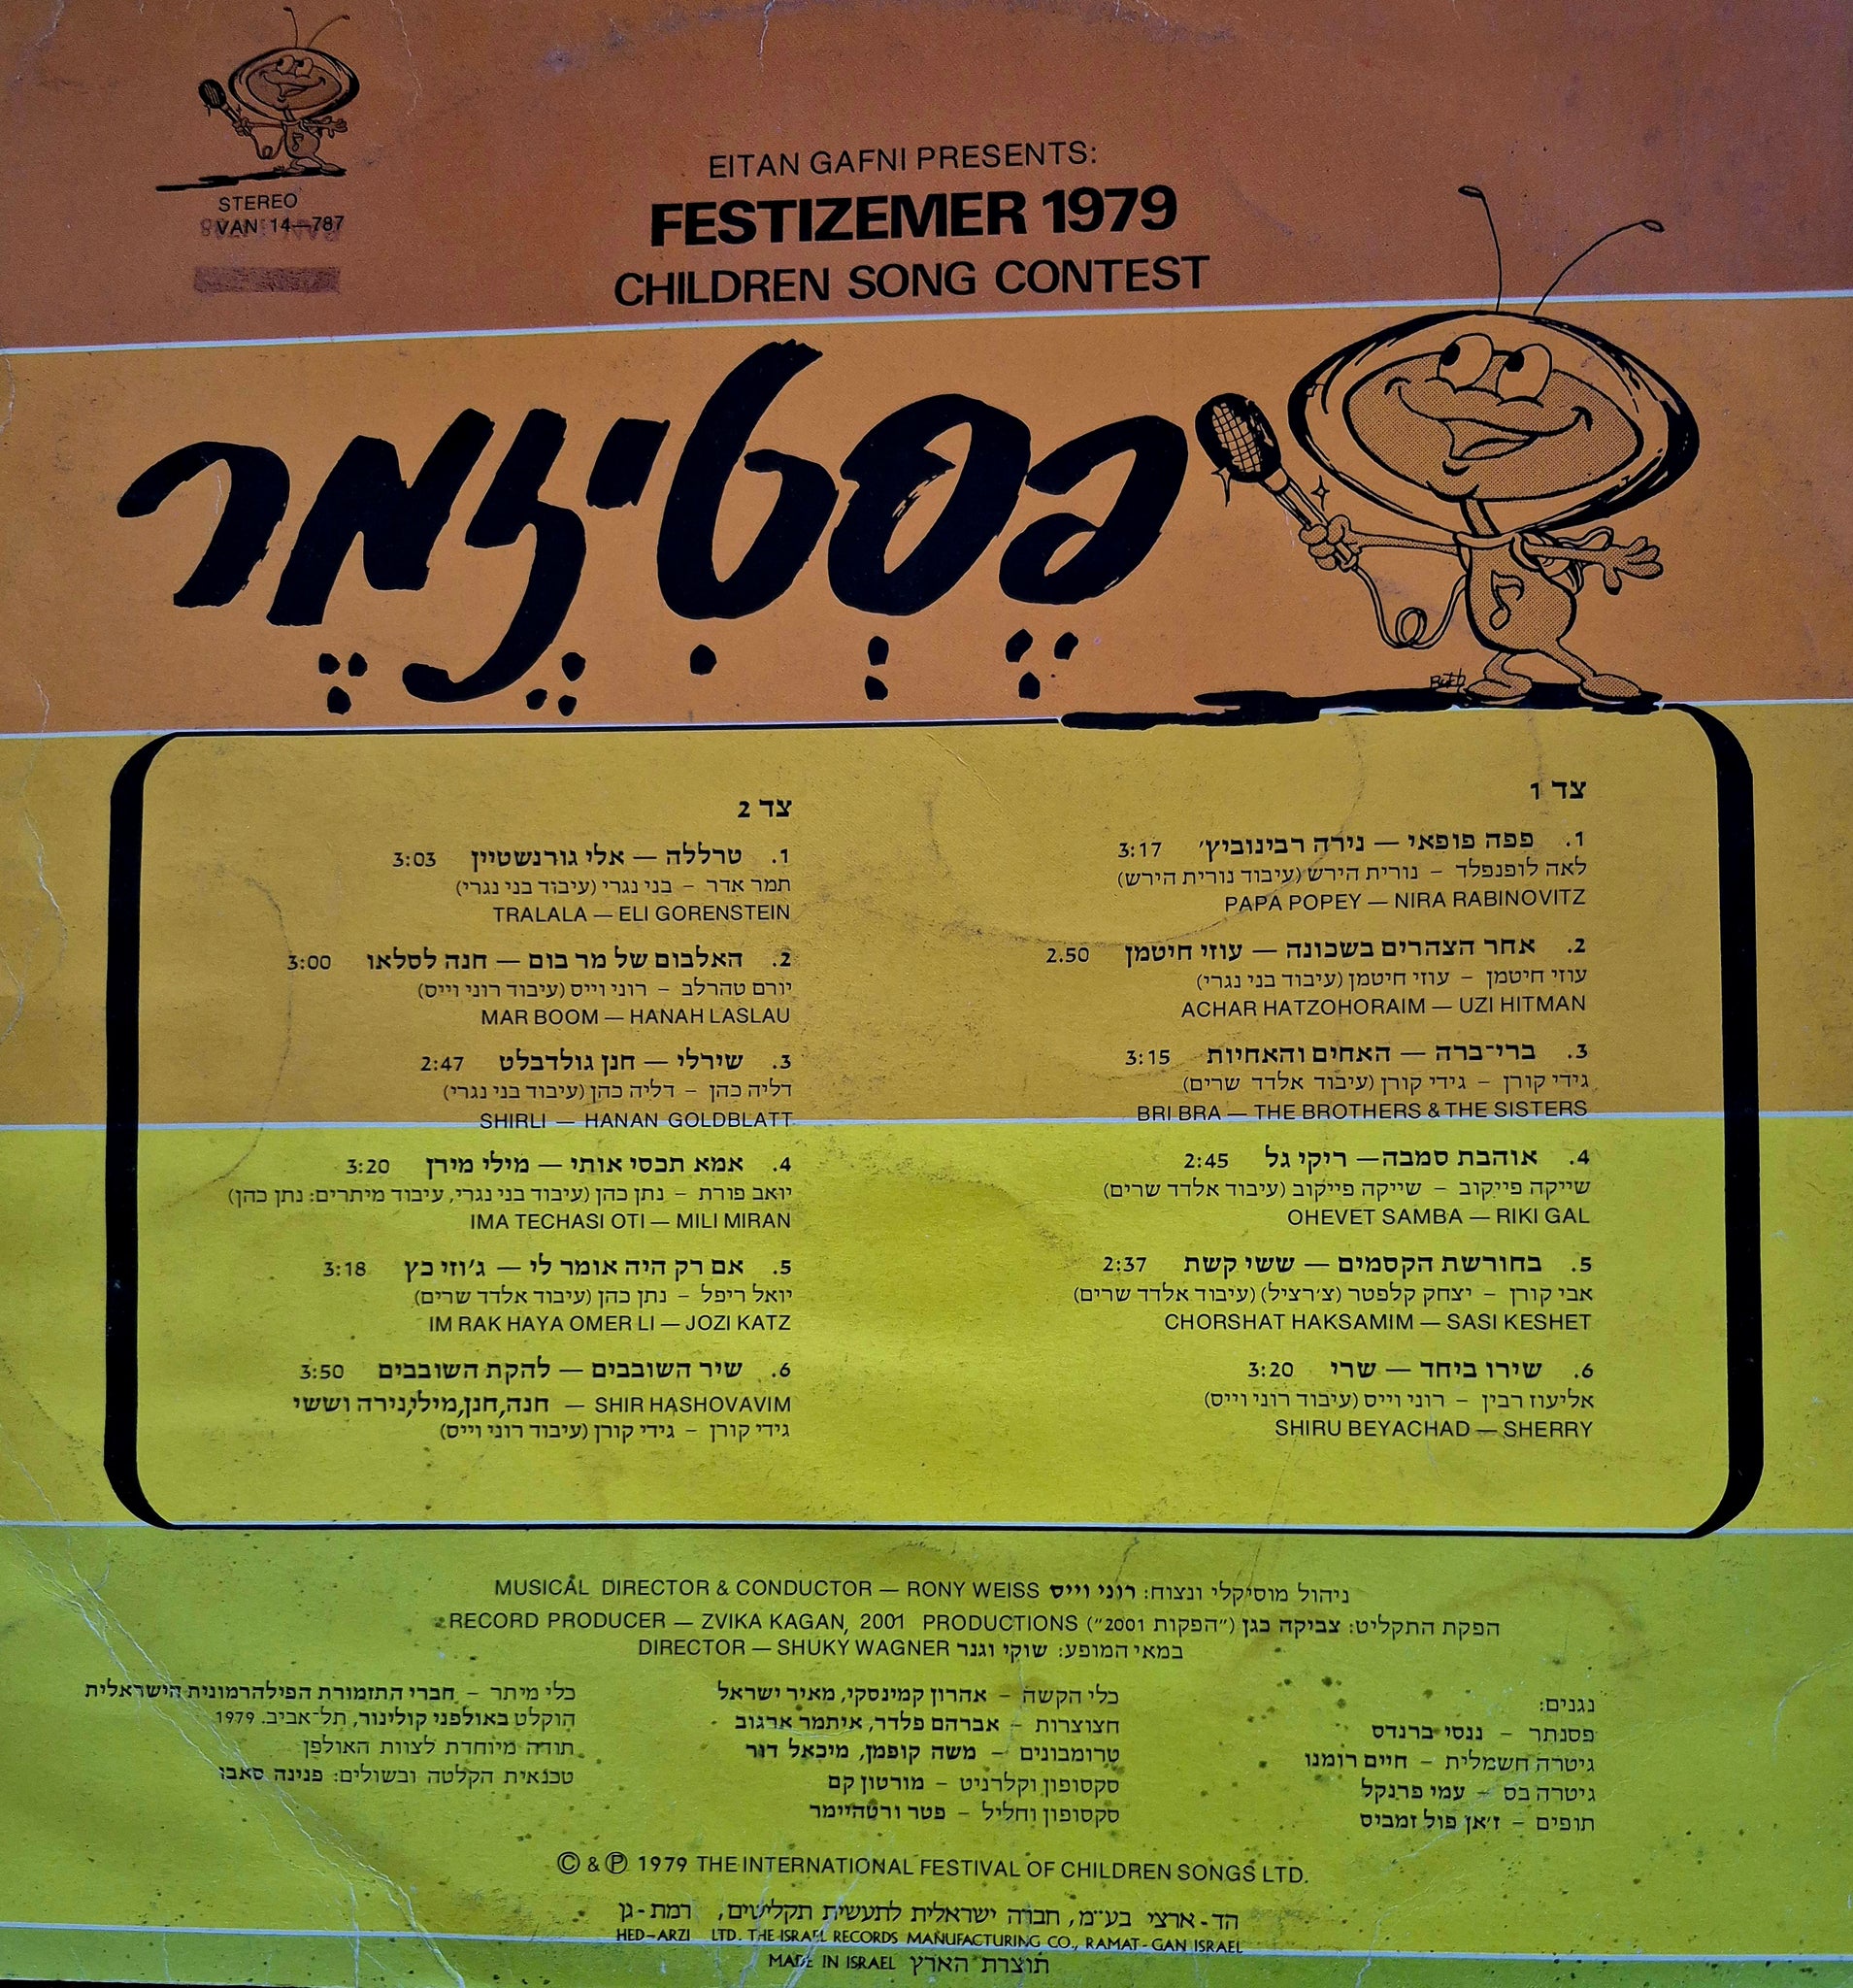 STEREO
VAN 14-787
EITAN GAFNI PRESENTS:
FESTIZEMER 1979
CHILDREN SONG CONTEST
פֶסְטִיזֶמֶר
צד 1
1. פפה פופאי — נירה רבינוביץ׳ 3:17
לאה לופנפלד – נורית הירש (עיבוד נורית הירש)
PAPA POPEY — NIRA RABINOVITZ
2. אחר הצהרים בשכונה — עוזי חיטמן 2.50
עוזי חיטמן – עוזי חיטמן (עיבוד בני נגרי)
ACHAR HATZOHORAIM — UZI HITMAN
3. ברי־ברה — האחים והאחיות 3:15
גידי קורן – גידי קורן (עיבוד אלדד שרים)
BRI BRA — THE BROTHERS & THE SISTERS
4. אוהבת סמבה— ריקי גל 2:45
שייקה פייקוב – שייקה פייקוב (עיבוד אלדד שרים)
OHEVET SAMBA — RIKI GAL
5. בחורשת הקסמים — ששי קשת 2:37
אבי קורן – יצחק קלפטר (צ׳רציל) (עיבוד אלדד שרים)
CHORSHAT HAKSAMIM — SASI KESHET
6. שירו ביחד — שרי 3:20
אליעוז רבין – רוני וייס (עיבוד רוני וייס)
SHIRU BEYACHAD — SHERRY
צד 2
1. טרללה — אלי גורנשטיין 3:03
תמר אדר – בני נגרי (עיבוד בני נגרי)
TRALALA — ELI GORENSTEIN
2. האלבום של מר בום — חנה לסלאו 3:00
יורם טהרלב – רוני וייס (עיבוד רוני וייס)
MAR BOOM — HANAH LASLAU
3. שירלי — חנן גולדבלט 2:47
דליה כהן – דליה כהן (עיבוד בני נגרי)
SHIRLI — HANAN GOLDBLATT
4. אמא תכסי אותי — מילי מירן 3:20
יואב פורת – נתן כהן (עיבוד בני נגרי, עיבוד מיתרים: נתן כהן)
IMA TECHASI OTI — MILI MIRAN
5. אם רק היה אומר לי — ג׳וזי כץ 3:18
יואל ריפל – נתן כהן (עיבוד אלדד שרים)
IM RAK HAYA OMER LI — JOZI KATZ
6. שיר השובבים — להקת השובבים 3:50
SHIR HASHOVAVIM — חנה,חנן,מילי,נירה וששי
גידי קורן – גידי קורן (עיבוד רוני וייס)
ניהול מוסיקלי ונצוח: רוני וייס MUSICAL DIRECTOR & CONDUCTOR — RONY WEISS
הפקת התקליט: צביקה כגן (״הפקות 2001״) RECORD PRODUCER — ZVIKA KAGAN, 2001 PRODUCTIONS
במאי המופע: שוקי וגנר DIRECTOR — SHUKY WAGNER
נגנים:
פסנתר – ננסי ברנדס
גיטרה חשמלית – חיים רומנו
גיטרה בס – עמי פרנקל
תופים – ז׳אן פול זמביס
כלי הקשה – אהרון קמינסקי, מאיר ישראל
חצוצרות – אברהם פלדר, איתמר ארגוב
טרומבונים – משה קופמן, מיכאל דור
סקסופון וקלרניט – מורטון קם
סקסופון וחליל – פטר ורטהיימר
כלי מיתר – חברי התזמורת הפילהרמונית הישראלית
הוקלט באולפני קולינור, תל־אביב. 1979
תודה מיוחדת לצוות האולפן
טכנאית הקלטה ובשולים: פנינה סאבו
© & ℗ 1979 THE INTERNATIONAL FESTIVAL OF CHILDREN SONGS LTD.
הד-ארצי בע״מ, חברה ישראלית לתעשית תקליטים, רמת-גן
HED-ARZI LTD. THE ISRAEL RECORDS MANUFACTURING CO., RAMAT-GAN ISRAEL
תוצרת הארץ MADE IN ISRAEL